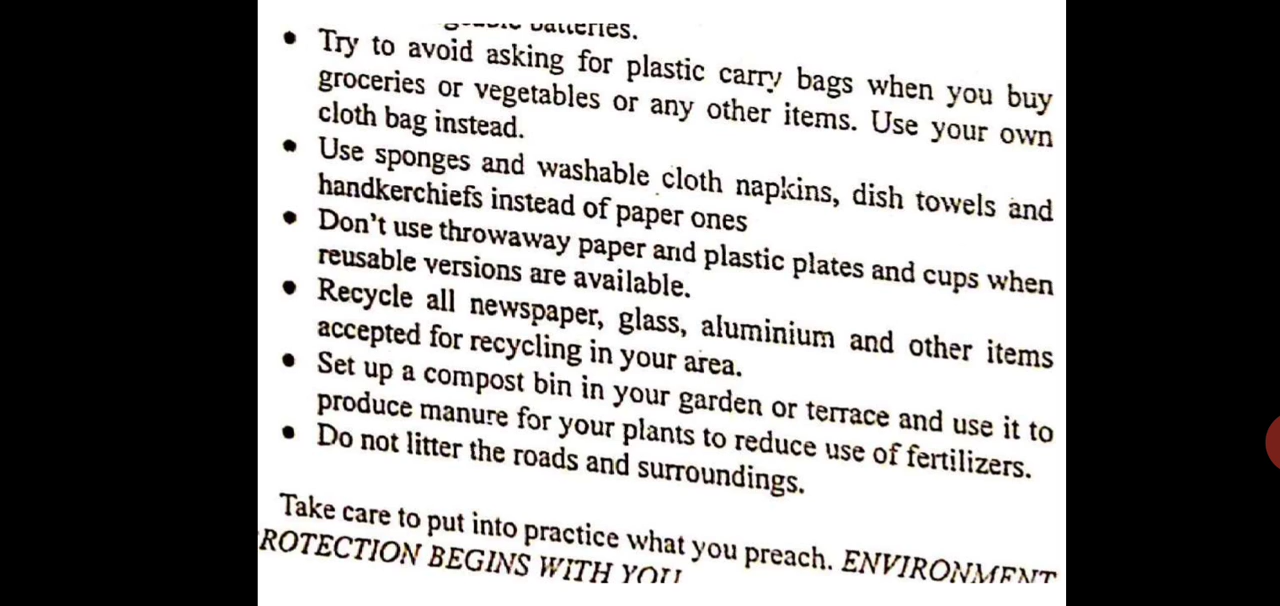 batteries.
• Try to avoid asking for plastic carry bags when you buy
groceries or vegetables or any other items. Use your own
cloth bag instead.
• Use sponges and washable cloth napkins, dish towels and
handkerchiefs instead of paper ones
• Don't use throwaway paper and plastic plates and cups when
reusable versions are available.
• Recycle all newspaper, glass, aluminium and other items
accepted for recycling in your area.
• Set up a compost bin in your garden or terrace and use it to
produce manure for your plants to reduce use of fertilizers.
• Do not litter the roads and surroundings.
Take care to put into practice what you preach. ENVIRONMENT
ROTECTION BEGINS WITH YOU